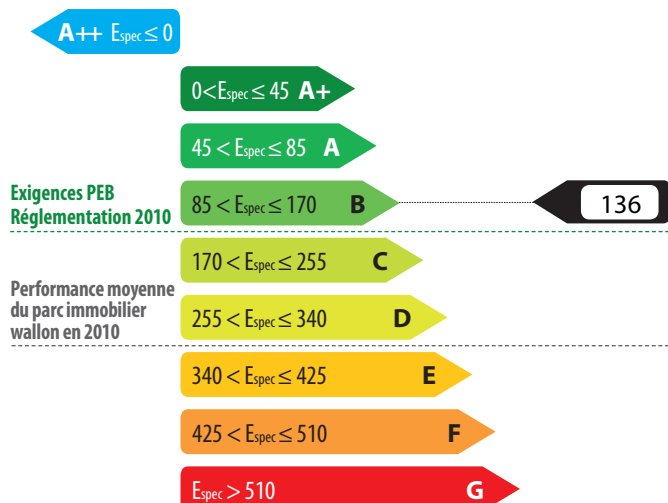 A++ Espec ≤ 0
0<Espec ≤ 45 A+
45 < Espec ≤ 85 A
Exigences PEB
Réglementation 2010
85 < Espec ≤ 170 B
136
170 < Espec ≤ 255 C
Performance moyenne
du parc immobilier
wallon en 2010
255 < Espec ≤ 340 D
340 < Espec ≤ 425 E
425 < Espec ≤ 510 F
Espec > 510 G